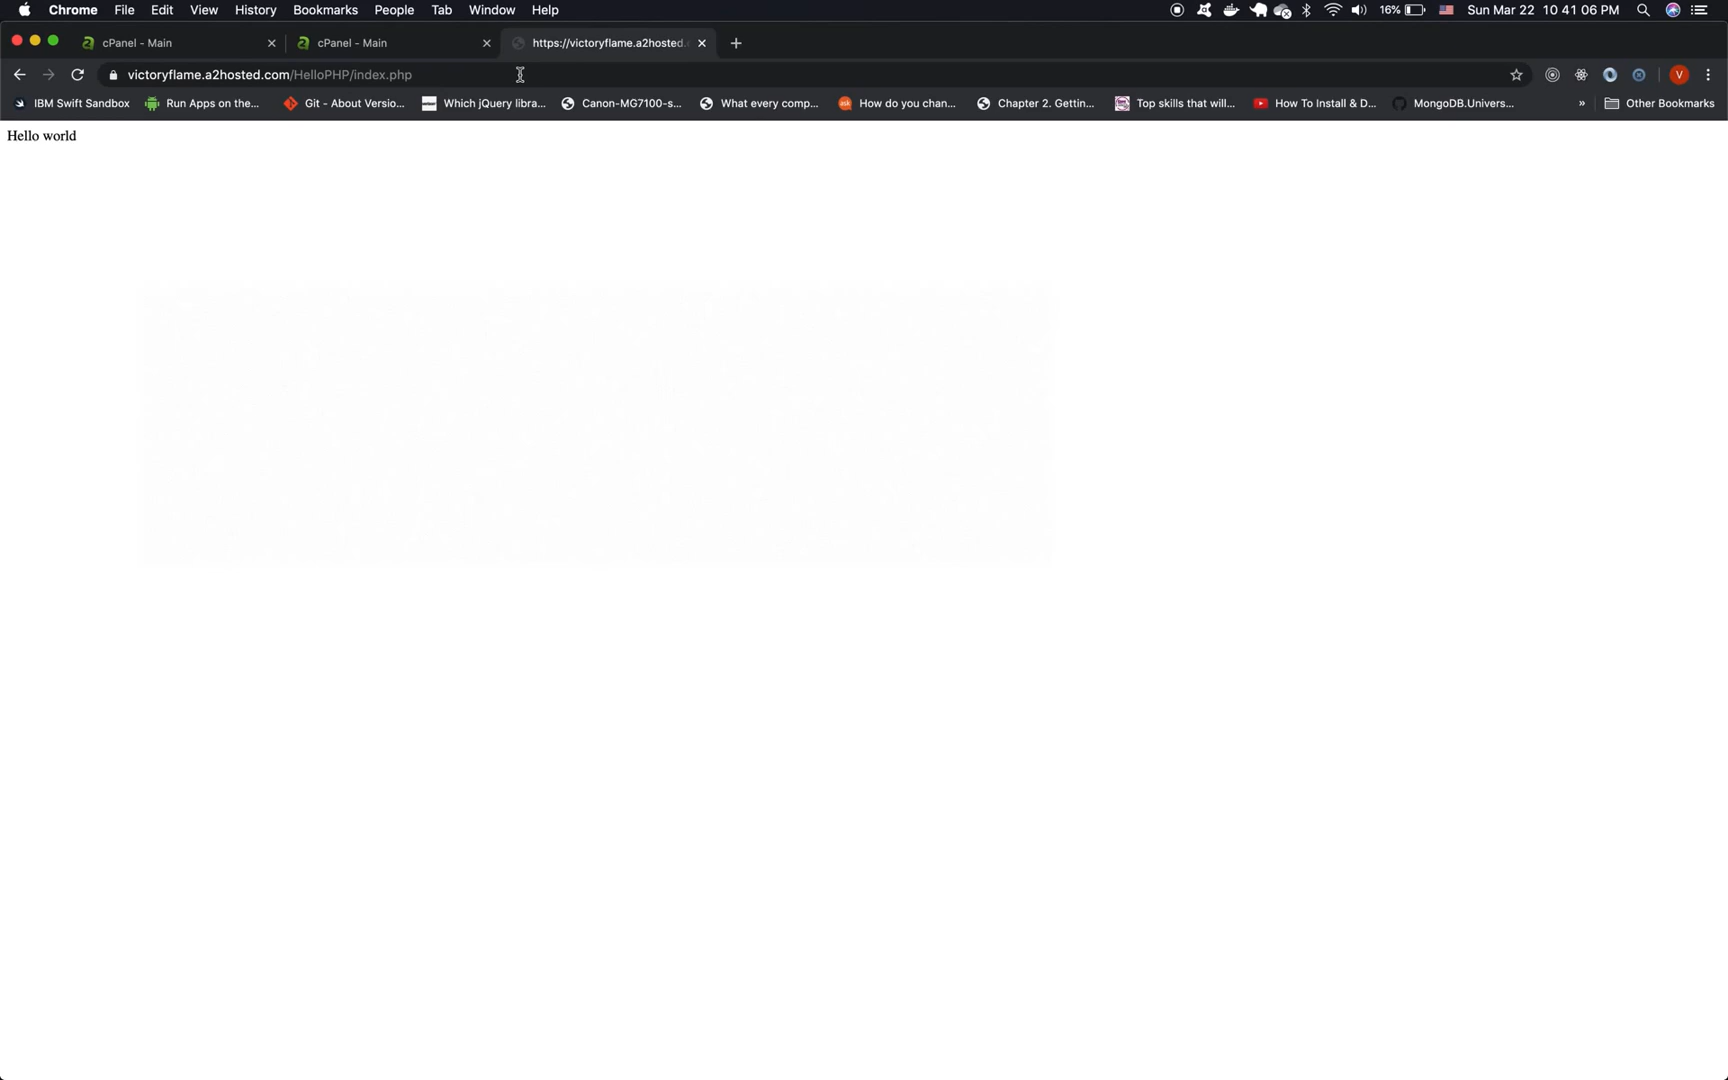 Chrome File Edit View History Bookmarks People Tab Window Help 16% Sun Mar 22 10 41 06 PM
cPanel - Main cPanel - Main https://victoryflame.a2hosted.
victoryflame.a2hosted.com/HelloPHP/index.php V
IBM Swift Sandbox Run Apps on the... Git - About Versio... Which jQuery libra... Canon-MG7100-s... What every comp... ask How do you chan... Chapter 2. Gettin... Top skills that will... How To Install & D... MongoDB.Univers... » Other Bookmarks
Hello world